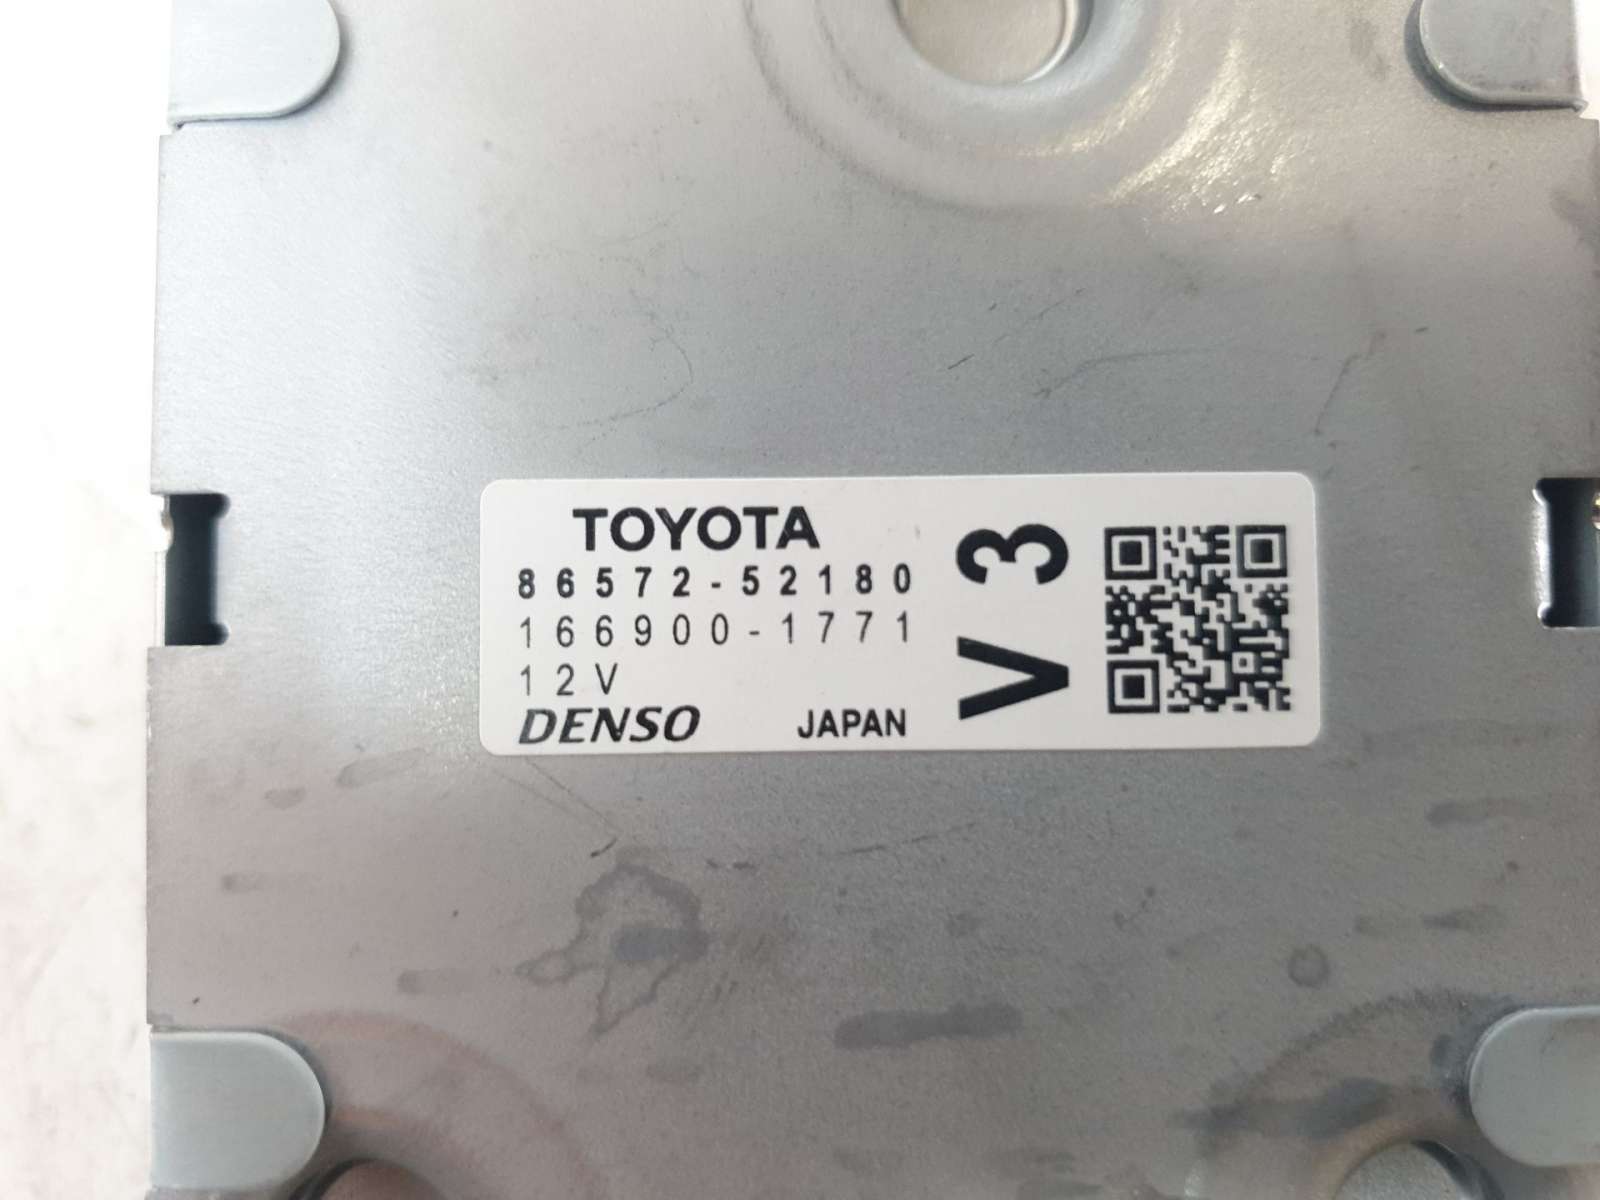 TOYOTA
86572-52180
166900-1771
12V
DENSO JAPAN
V3